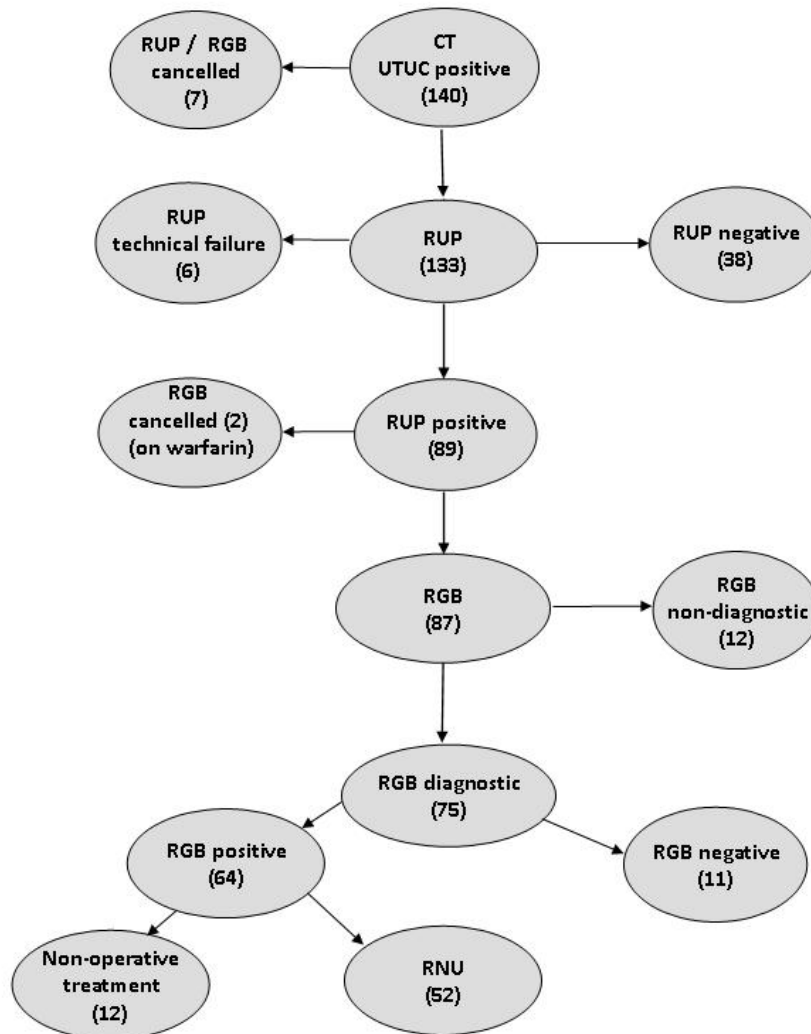 RUP / RGB
cancelled
(7)
CT
UTUC positive
(140)
RUP
technical failure
(6)
RUP
(133)
RUP negative
(38)
RGB
cancelled (2)
(on warfarin)
RUP positive
(89)
RGB
(87)
RGB
non-diagnostic
(12)
RGB diagnostic
(75)
RGB positive
(64)
RGB negative
(11)
Non-operative
treatment
(12)
RNU
(52)